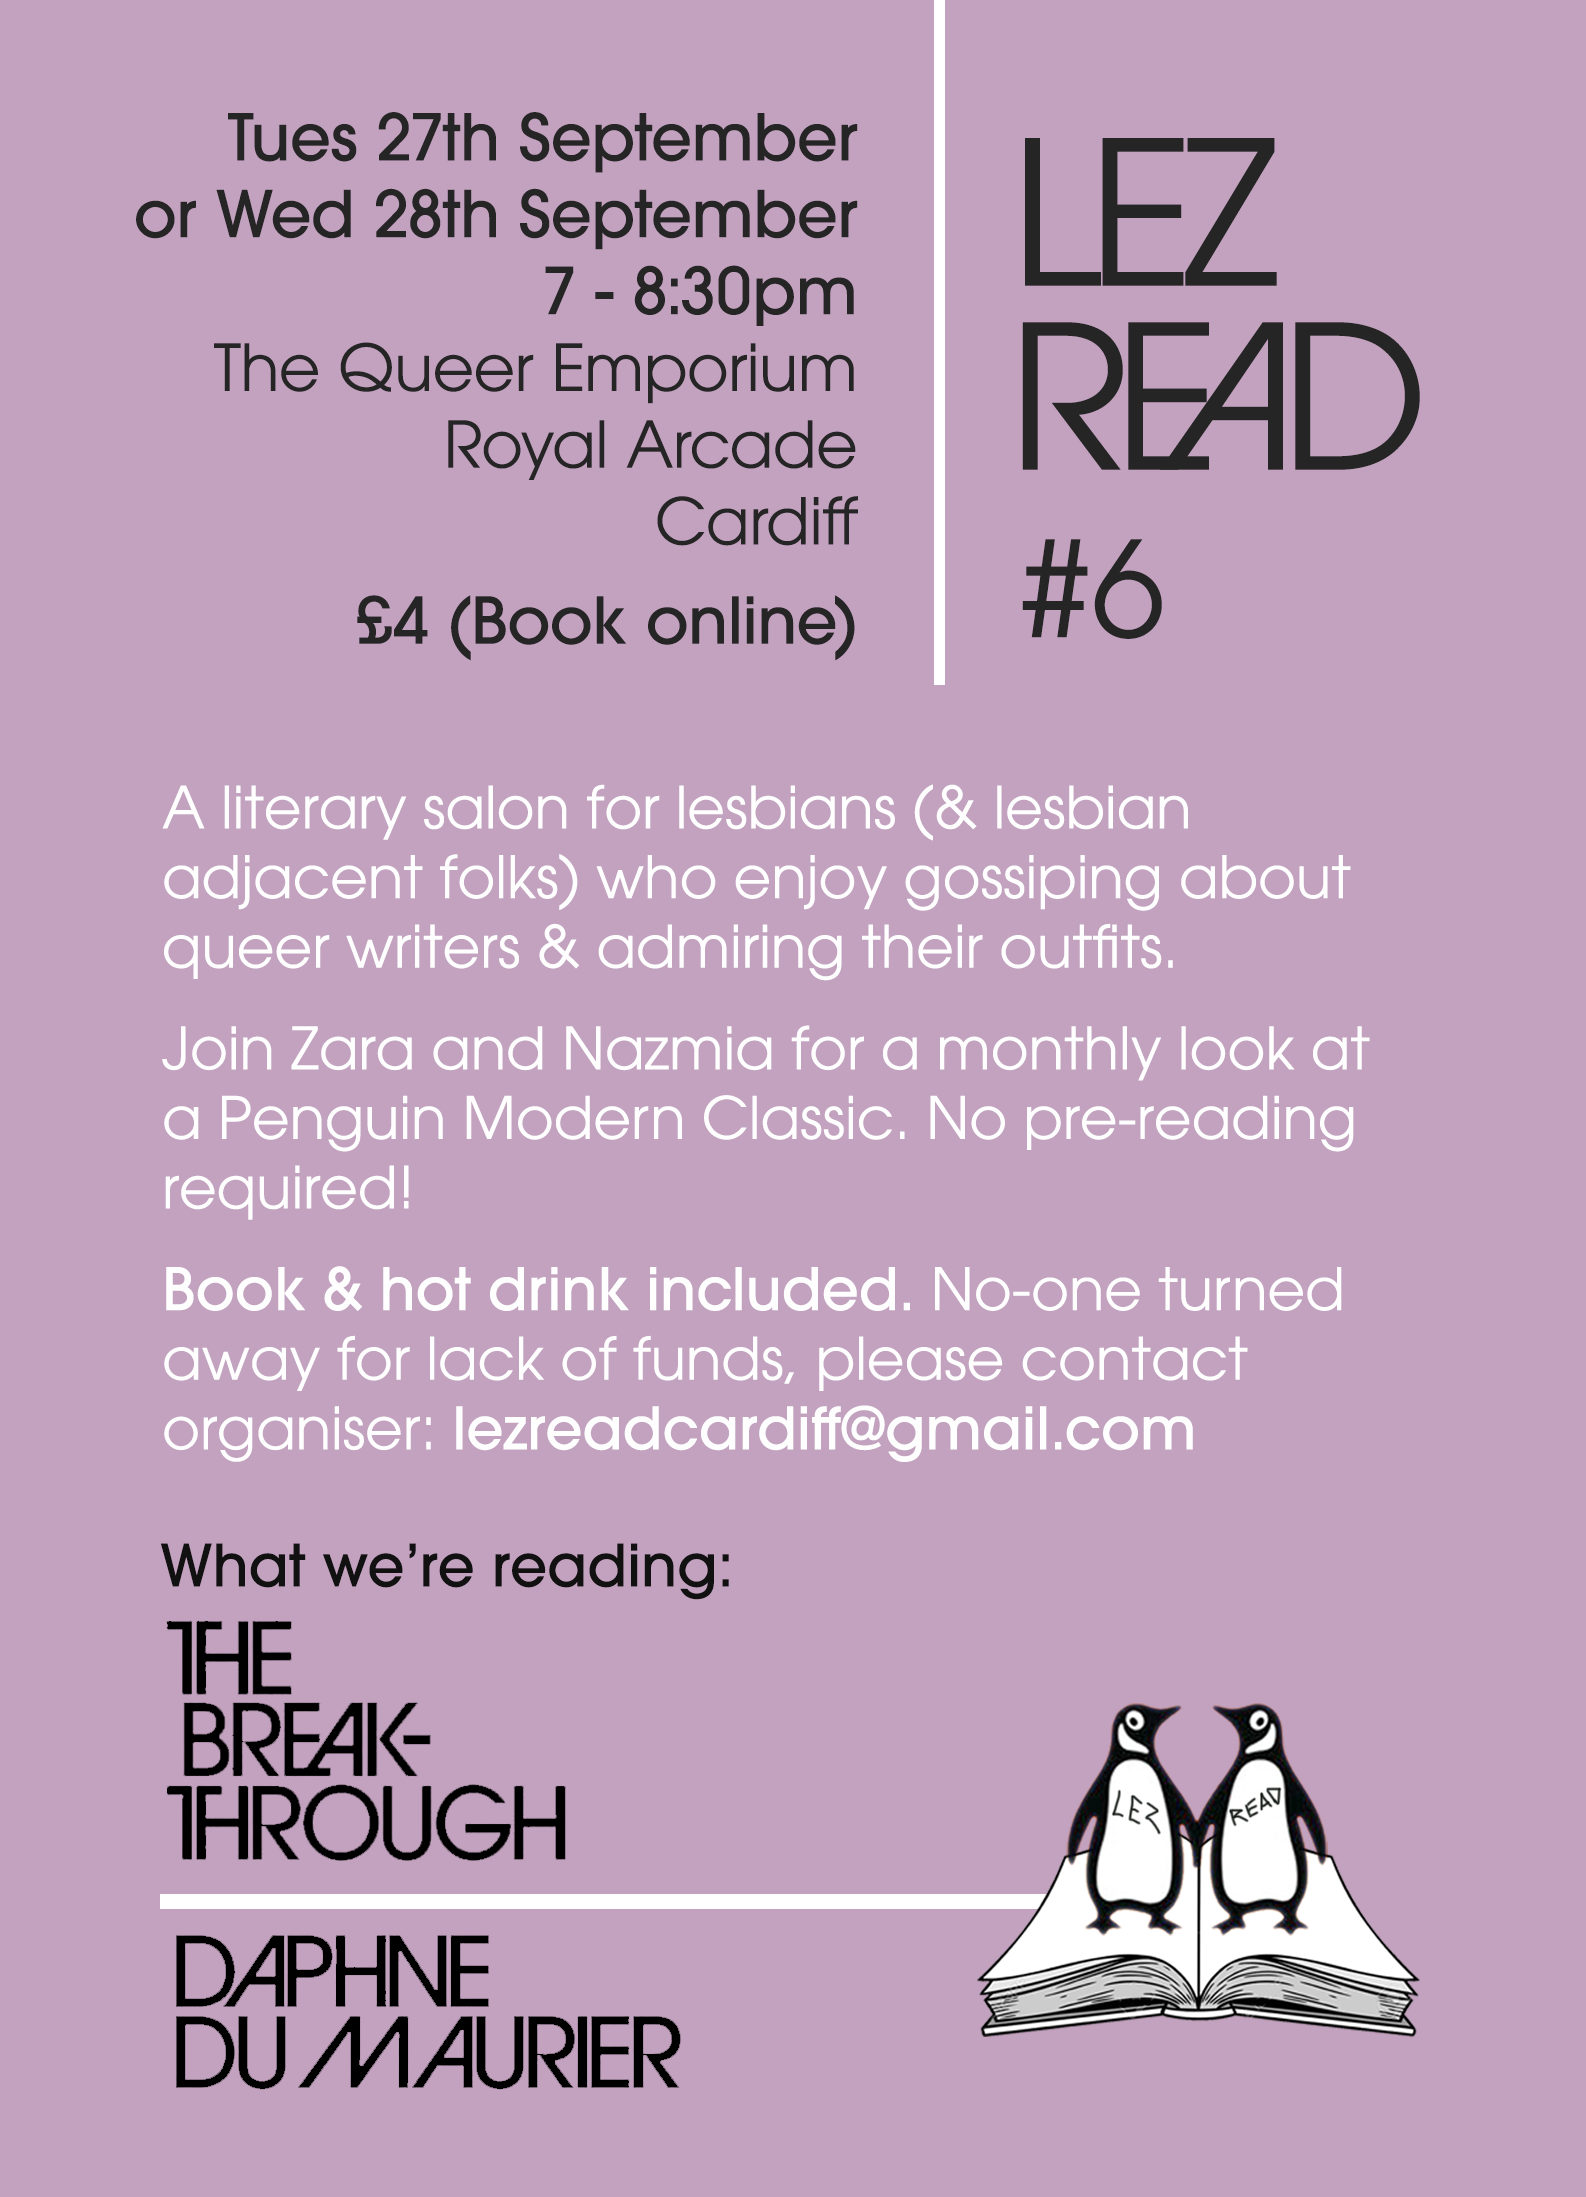 Tues 27th September
or Wed 28th September
7 - 8:30pm
The Queer Emporium
Royal Arcade
Cardiff
£4 (Book online)
LEZ
READ
#6
A literary salon for lesbians (& lesbian
adjacent folks) who enjoy gossiping about
queer writers & admiring their outfits.
Join Zara and Nazmia for a monthly look at
a Penguin Modern Classic. No pre-reading
required!
Book & hot drink included. No-one turned
away for lack of funds, please contact
organiser: lezreadcardiff@gmail.com
What we're reading:
THE
BREAK-
THROUGH
DAPHNE
DU MAURIER
LEZ
READ